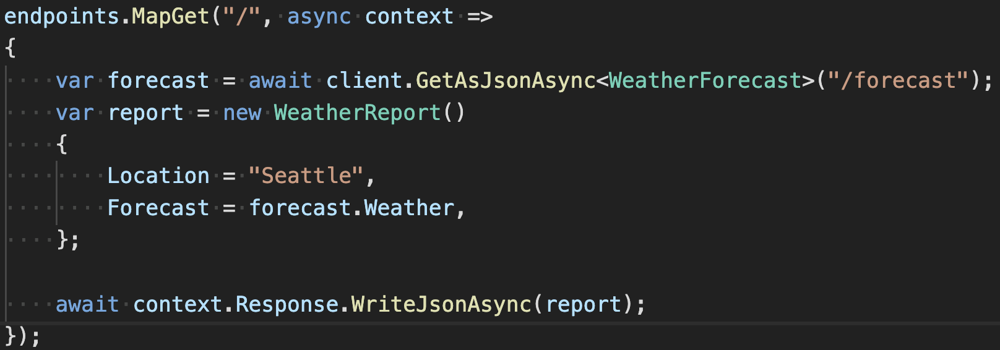 endpoints.MapGet("/", async context =>
{
    var forecast = await client.GetAsJsonAsync<WeatherForecast>("/forecast");
    var report = new WeatherReport()
    {
        Location = "Seattle",
        Forecast = forecast.Weather,
    };

    await context.Response.WriteJsonAsync(report);
});